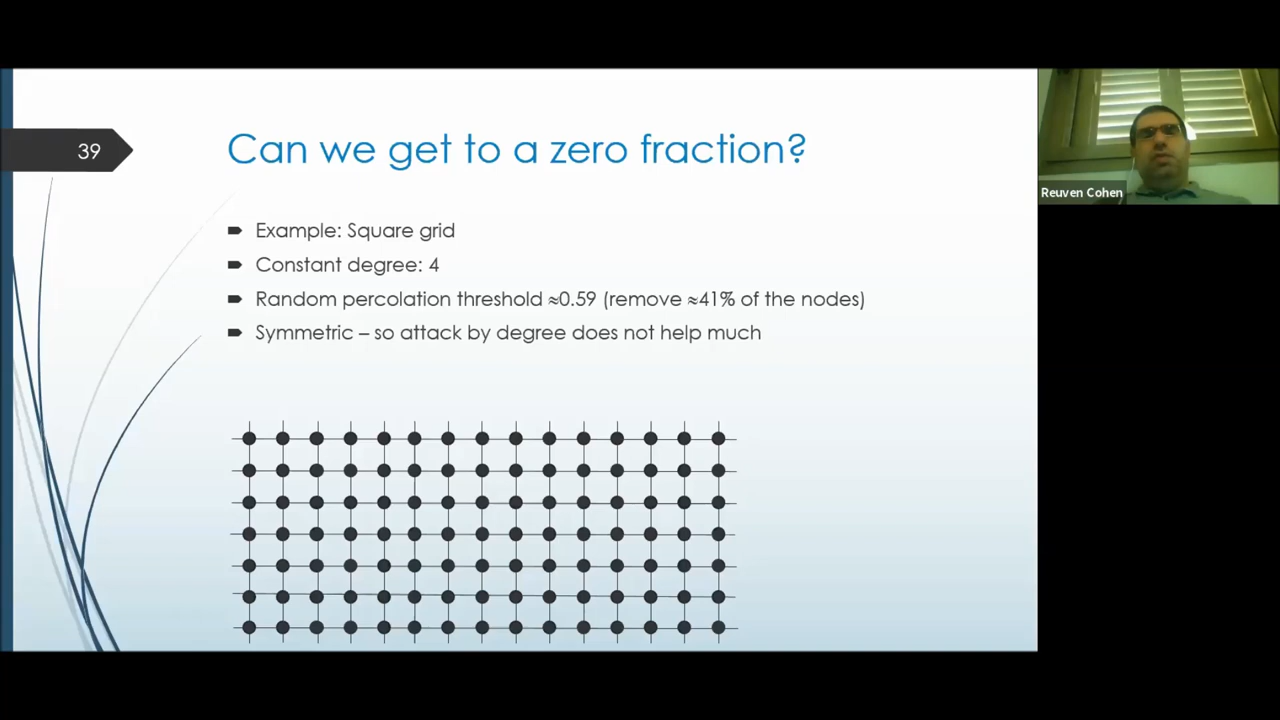 39
Can we get to a zero fraction?
Example: Square grid
Constant degree: 4
Random percolation threshold ≈0.59 (remove ≈41% of the nodes)
Symmetric – so attack by degree does not help much
Reuven Cohen